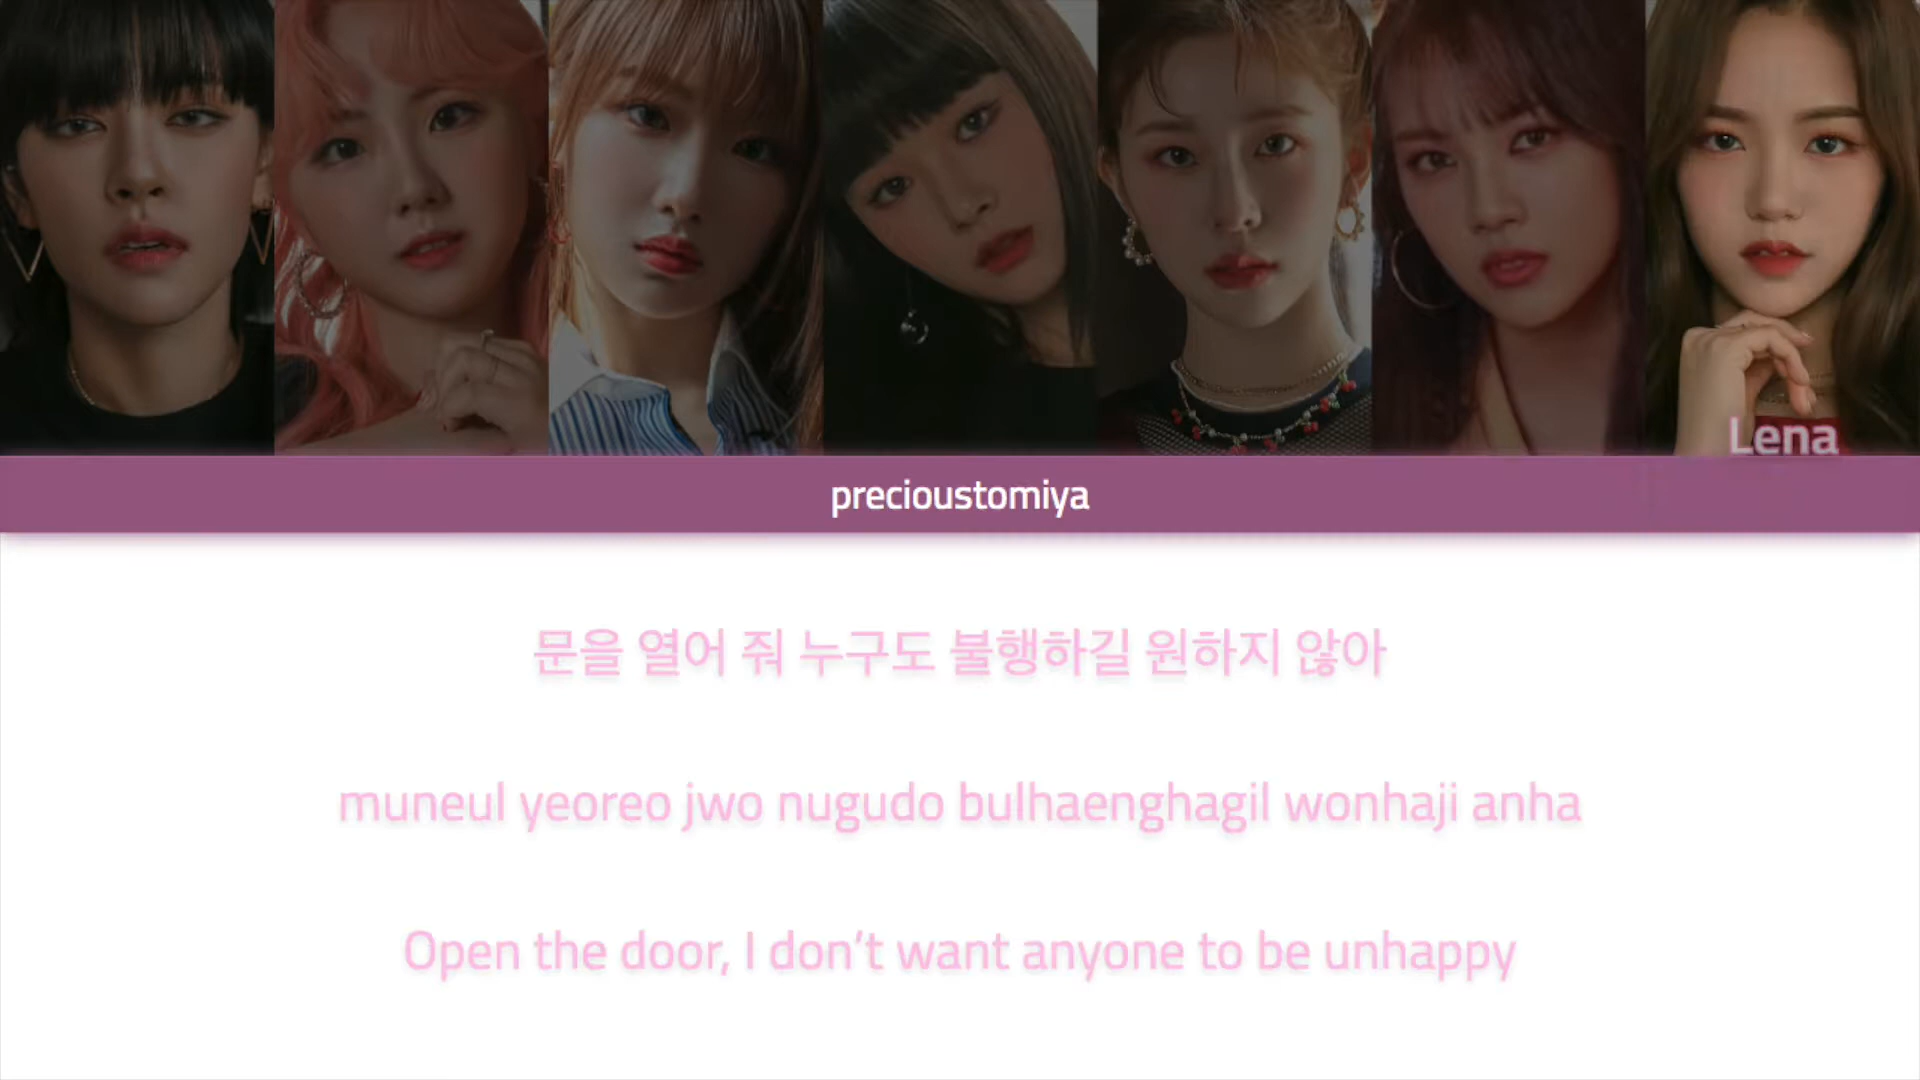 Lena
precioustomiya
문을 열어 줘 누구도 불행하길 원하지 않아
muneul yeoreo jwo nugudo bulhaenghagil wonhaji anha
Open the door, I don’t want anyone to be unhappy